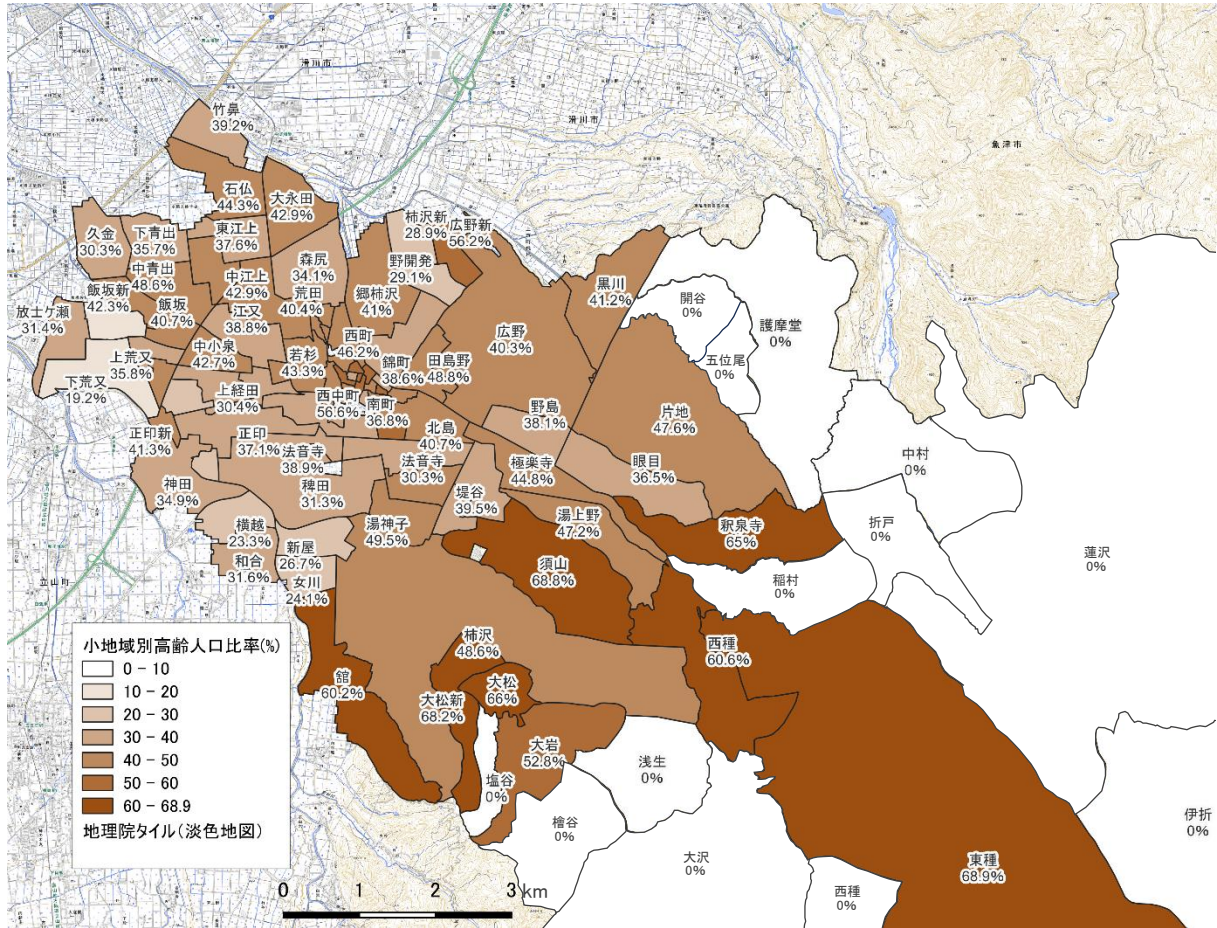 滑川市
滑川市
魚津市
竹鼻
39.2%
石仏
44.3%
大永田
42.9%
久金
30.3%
下青出
35.7%
東江上
37.6%
柿沢新
28.9%
広野新
56.2%
中青出
48.6%
森尻
34.1%
野開発
29.1%
飯坂新
42.3%
中江上
42.9%
黒川
41.2%
開谷
0%
護摩堂
0%
放士ケ瀬
31.4%
飯坂
40.7%
荒田
40.4%
郷柿沢
41%
江又
38.8%
広野
40.3%
五位尾
0%
西町
46.2%
上荒又
35.8%
中小泉
42.7%
若杉
43.3%
錦町
38.6%
田島野
48.8%
下荒又
19.2%
上経田
30.4%
西中町
56.6%
南町
36.8%
野島
38.1%
片地
47.6%
正印新
41.3%
正印
37.1%
北島
40.7%
中村
0%
法音寺
38.9%
法音寺
30.3%
極楽寺
44.8%
眼目
36.5%
神田
34.9%
稗田
31.3%
堤谷
39.5%
横越
23.3%
湯神子
49.5%
湯上野
47.2%
釈泉寺
65%
折戸
0%
新屋
26.7%
蓮沢
0%
和合
31.6%
須山
68.8%
稲村
0%
女川
24.1%
立山町
柿沢
48.6%
西種
60.6%
舘
60.2%
大松
66%
大松新
68.2%
大岩
52.8%
浅生
0%
塩谷
0%
伊折
0%
檜谷
0%
大沢
0%
東種
68.9%
西種
0%
小地域別高齢人口比率(%)
0 - 10
10 - 20
20 - 30
30 - 40
40 - 50
50 - 60
60 - 68.9
地理院タイル(淡色地図)
0 1 2 3 km